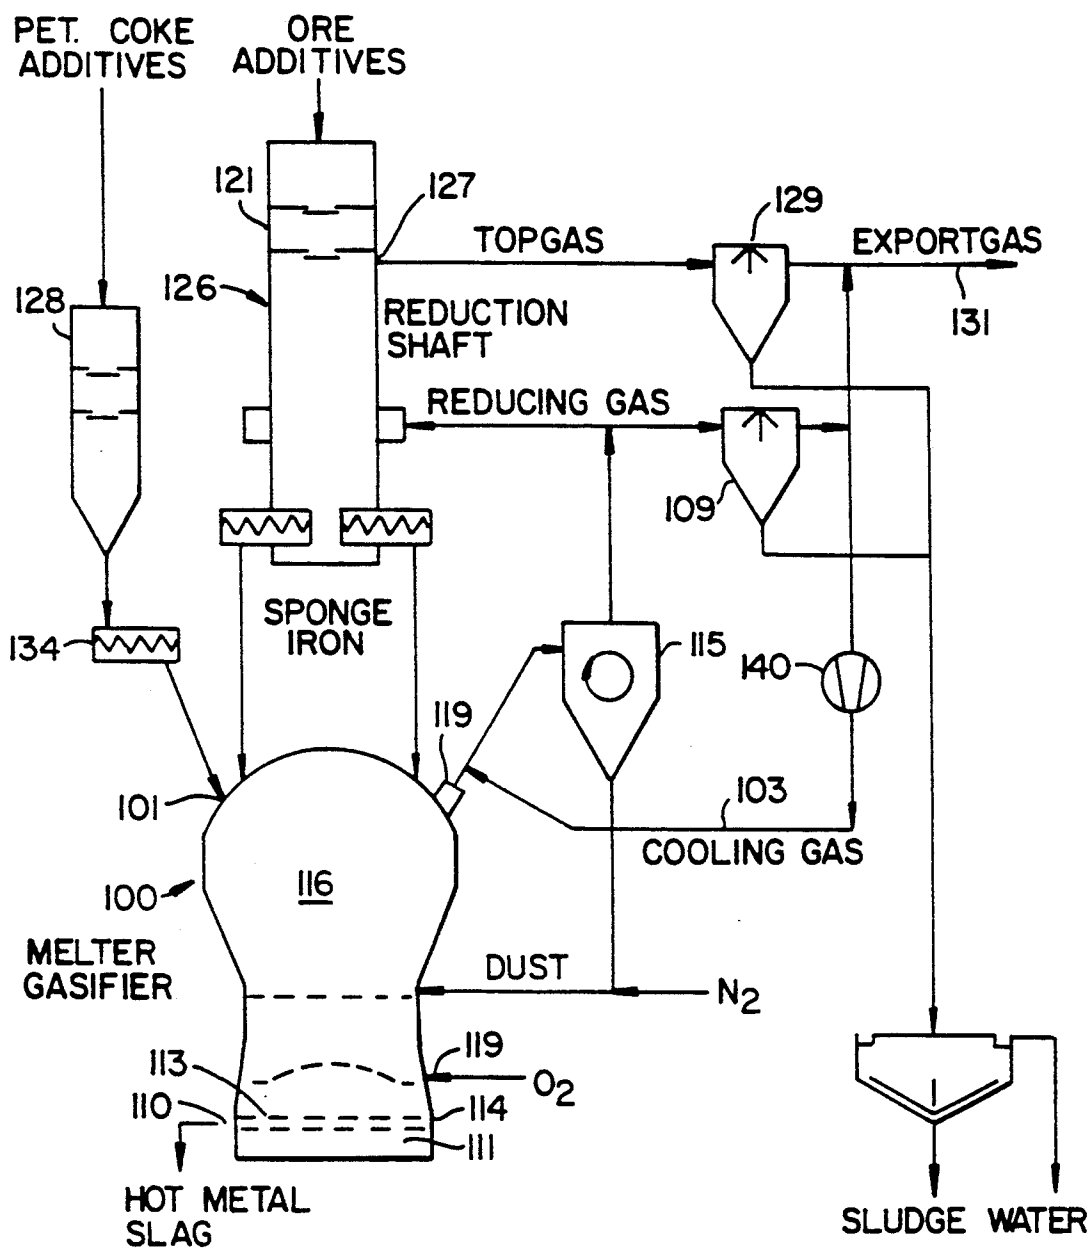 PET. COKE
ADDITIVES
ORE
ADDITIVES
121
127
129
TOPGAS
EXPORTGAS
131
126
128
REDUCTION
SHAFT
REDUCING GAS
109
134
SPONGE
IRON
115
140
119
101
103
COOLING GAS
100
116
MELTER
GASIFIER
DUST
N2
113
119
O2
110
114
111
HOT METAL
SLAG
SLUDGE WATER